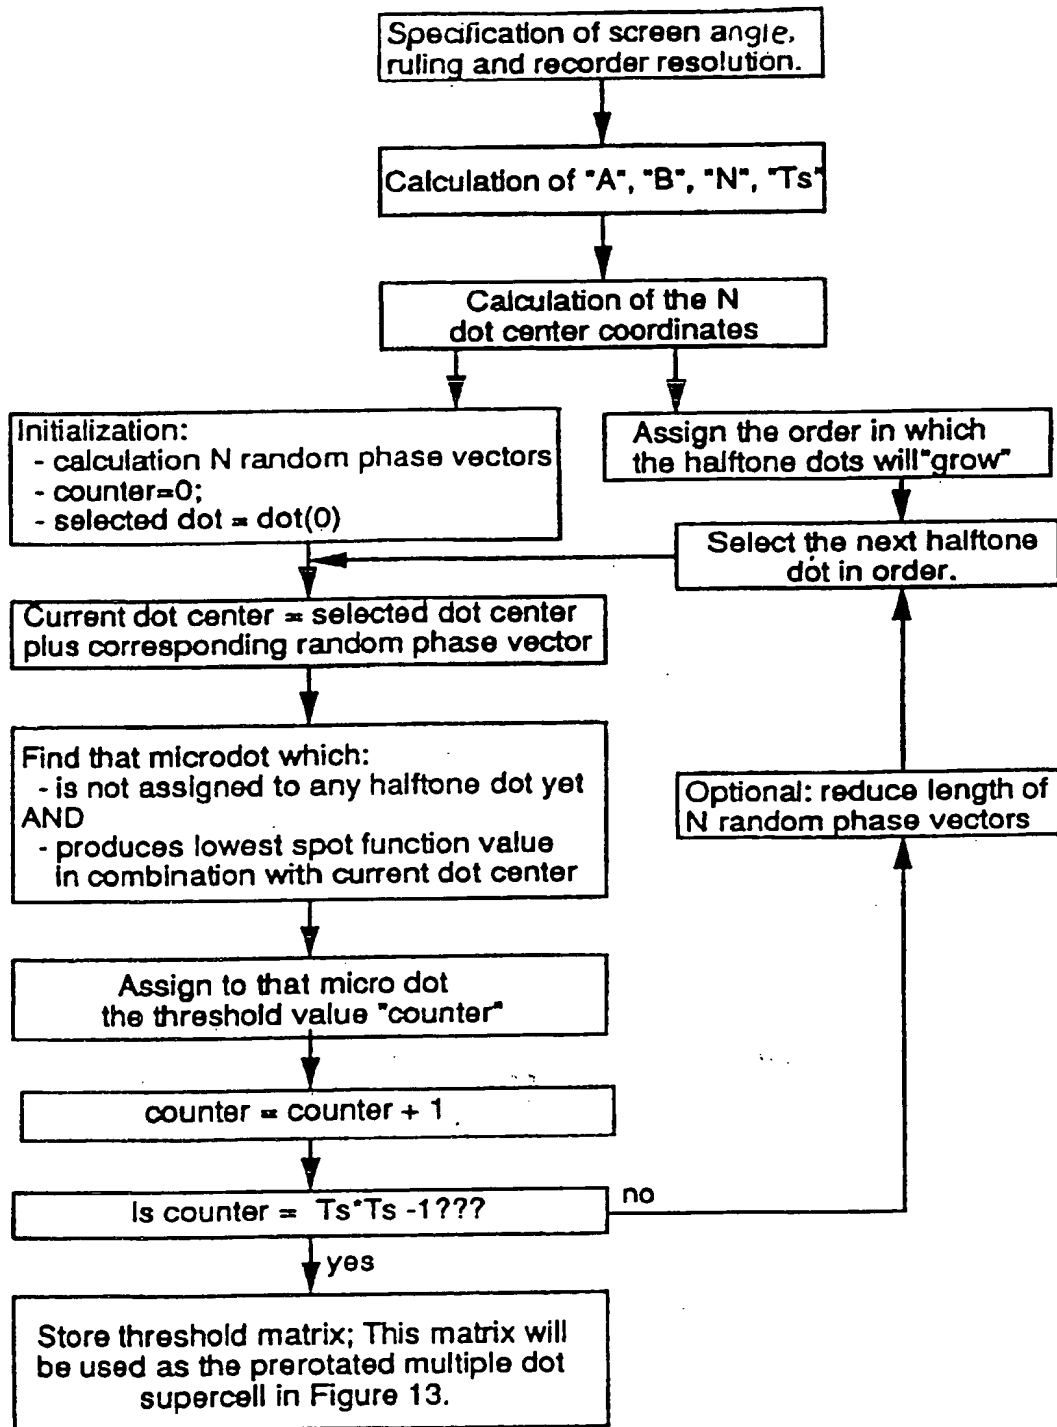 Specification of screen angle,
ruling and recorder resolution.
Calculation of "A", "B", "N", "Ts"
Calculation of the N
dot center coordinates
Initialization:
- calculation N random phase vectors
- counter=0;
- selected dot = dot(0)
Assign the order in which
the halftone dots will"grow"
Select the next halftone
dot in order.
Current dot center = selected dot center
plus corresponding random phase vector
Find that microdot which:
- is not assigned to any halftone dot yet
AND
- produces lowest spot function value
in combination with current dot center
Optional: reduce length of
N random phase vectors
Assign to that micro dot
the threshold value "counter"
counter = counter + 1
Is counter = Ts*Ts -1???
no
yes
Store threshold matrix; This matrix will
be used as the prerotated multiple dot
supercell in Figure 13.